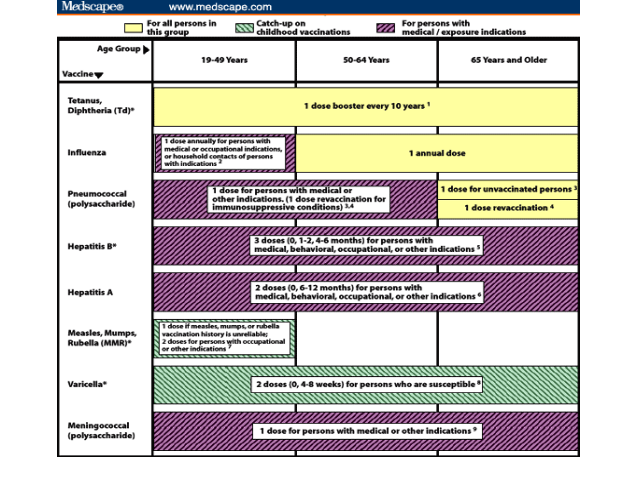 Medscape® www.medscape.com
For all persons in
this group
Catch-up on
childhood vaccinations
For persons with
medical / exposure indications
Age Group
Vaccine
19-49 Years
50-64 Years
65 Years and Older
Tetanus,
Diphtheria (Td)*
1 dose booster every 10 years 1
Influenza
1 dose annually for persons with
medical or occupational indications,
or household contacts of persons
with indications 2
1 annual dose
Pneumococcal
(polysaccharide)
1 dose for persons with medical or
other indications. (1 dose revaccination for
immunosuppressive conditions) 3,4
1 dose for unvaccinated persons 3
1 dose revaccination 4
Hepatitis B*
3 doses (0, 1-2, 4-6 months) for persons with
medical, behavioral, occupational, or other indications 5
Hepatitis A
2 doses (0, 6-12 months) for persons with
medical, behavioral, occupational, or other indications 6
Measles, Mumps,
Rubella (MMR)*
1 dose if measles, mumps, or rubella
vaccination history is unreliable;
2 doses for persons with occupational
or other indications 7
Varicella*
2 doses (0, 4-8 weeks) for persons who are susceptible 8
Meningococcal
(polysaccharide)
1 dose for persons with medical or other indications 9